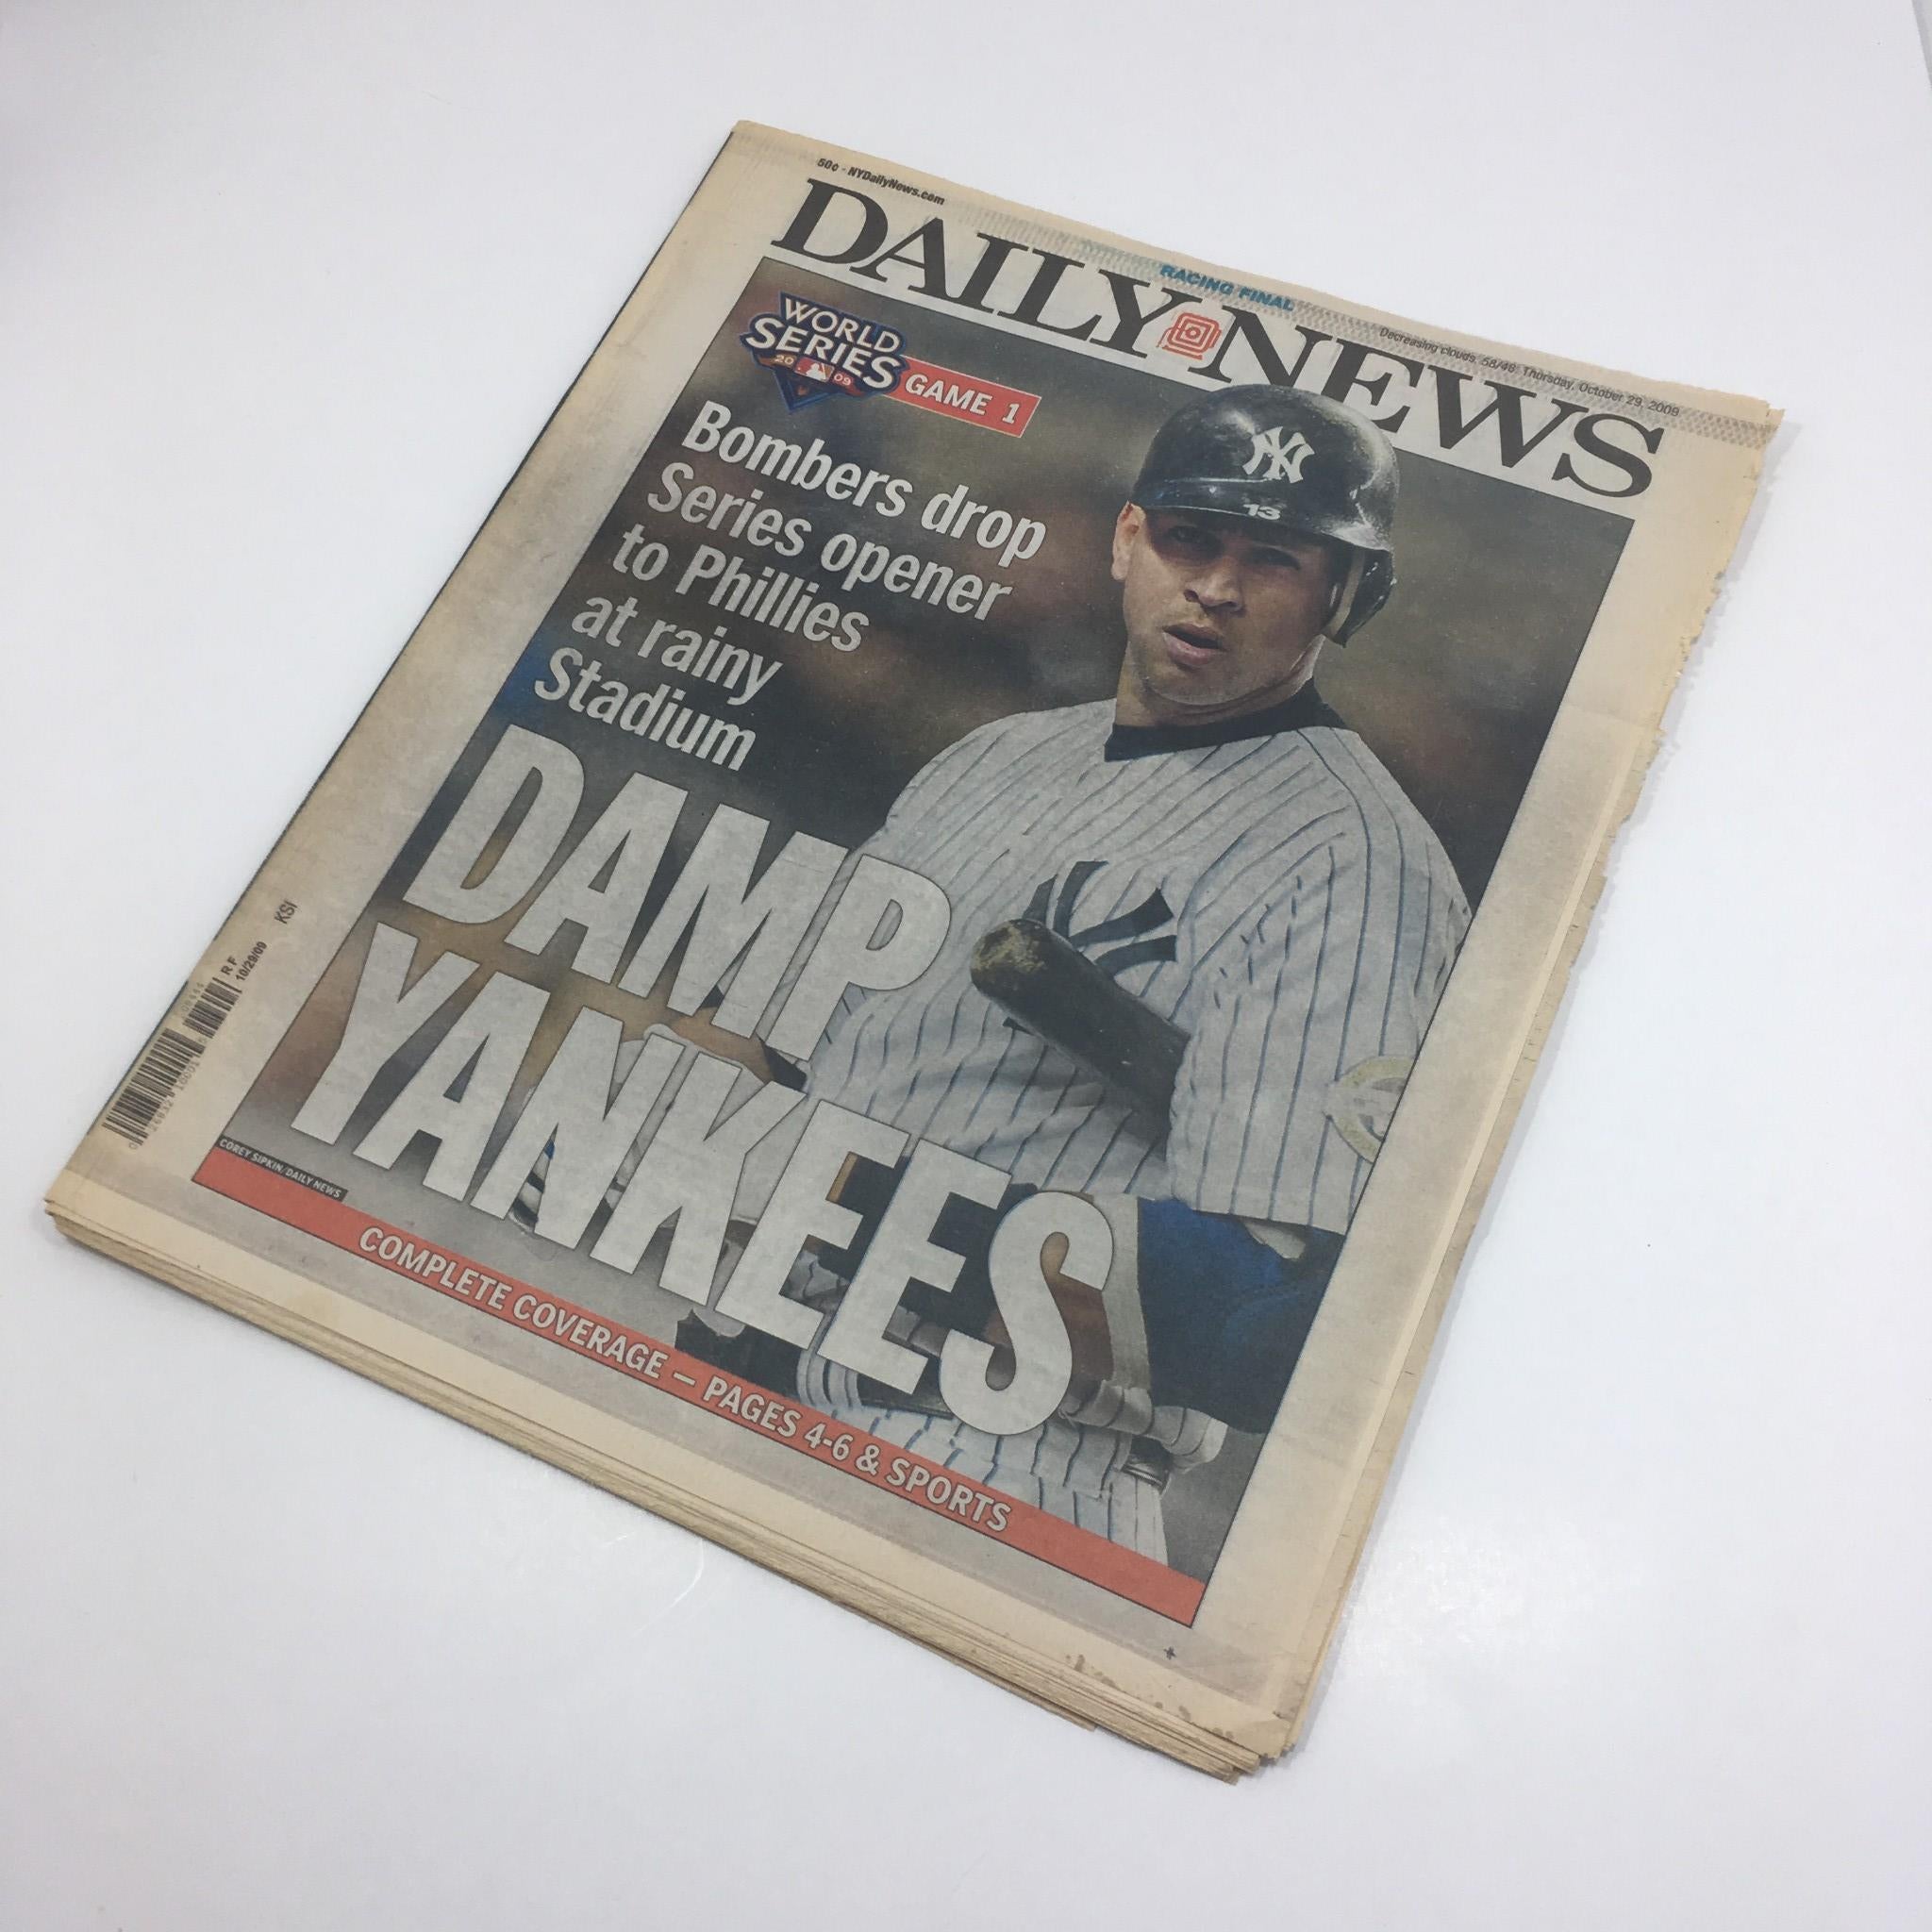 50¢ - NYDailyNews.com
RACING FINAL
Decreasing clouds, 58/48 Thursday, October 29, 2009
DAILY NEWS
WORLD
SERIES
20 09
GAME 1
NY
13
Bombers drop
Series opener
to Phillies
at rainy
Stadium
DAMP
YANKEES
NY
KSI
R F
10/29/09
COREY SIPKIN/DAILY NEWS
COMPLETE COVERAGE — PAGES 4-6 & SPORTS